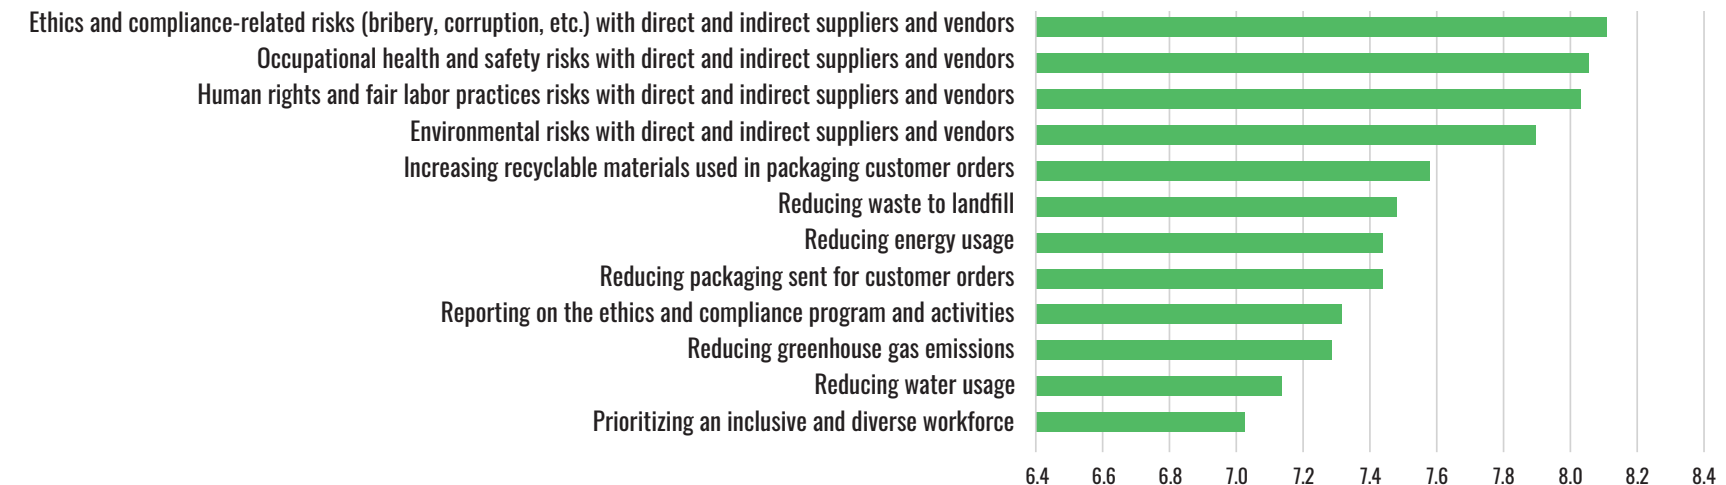 Ethics and compliance-related risks (bribery, corruption, etc.) with direct and indirect suppliers and vendors
Occupational health and safety risks with direct and indirect suppliers and vendors
Human rights and fair labor practices risks with direct and indirect suppliers and vendors
Environmental risks with direct and indirect suppliers and vendors
Increasing recyclable materials used in packaging customer orders
Reducing waste to landfill
Reducing energy usage
Reducing packaging sent for customer orders
Reporting on the ethics and compliance program and activities
Reducing greenhouse gas emissions
Reducing water usage
Prioritizing an inclusive and diverse workforce
6.4 6.6 6.8 7.0 7.2 7.4 7.6 7.8 8.0 8.2 8.4